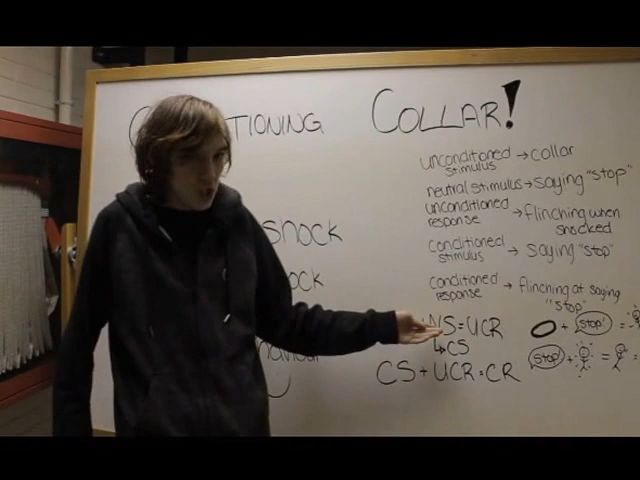 C TIONING COLLAR!
unconditioned
stimulus → collar
neutral stimulus → saying "stop"
unconditioned
response → flinching when
shocked
conditioned
stimulus → saying "stop"
conditioned
response → flinching at saying
"stop"
shock
ock
NS = UCR
↳ CS
CS + UCR = CR
+ stop =
stop + = =